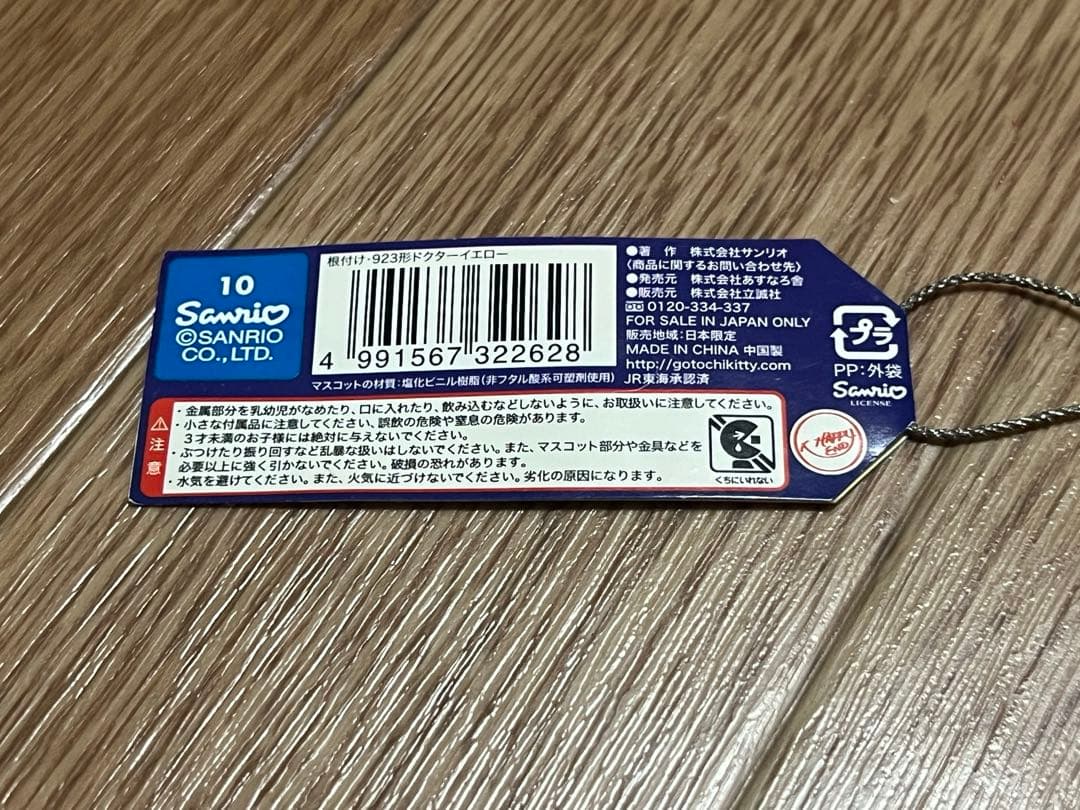 10
Sanrio
©SANRIO
CO., LTD.
根付け・923形ドクターイエロー
4 991567 322628
マスコットの材質：塩化ビニル樹脂（非フタル酸系可塑剤使用）
●著　作　株式会社サンリオ
〈商品に関するお問い合わせ先〉
●発売元　株式会社あすなろ舎
●販売元　株式会社立誠社
0120-334-337
FOR SALE IN JAPAN ONLY
販売地域：日本限定
MADE IN CHINA 中国製
http://gotochikitty.com
JR東海承認済
プラ
PP：外袋
Sanrio
LICENSE
HAPPY
END
注意
・金属部分を乳幼児がなめたり、口に入れたり、飲み込むなどしないように、お取扱いに注意してください。
・小さな付属品に注意してください、誤飲の危険や窒息の危険があります。
３才未満のお子様には絶対に与えないでください。
・ぶつけたり振り回すなど乱暴な扱いはしないでください。また、マスコット部分や金具などを
必要以上に強く引かないでください。破損の恐れがあります。
・水気を避けてください。また、火気に近づけないでください。劣化の原因になります。
くちにいれない